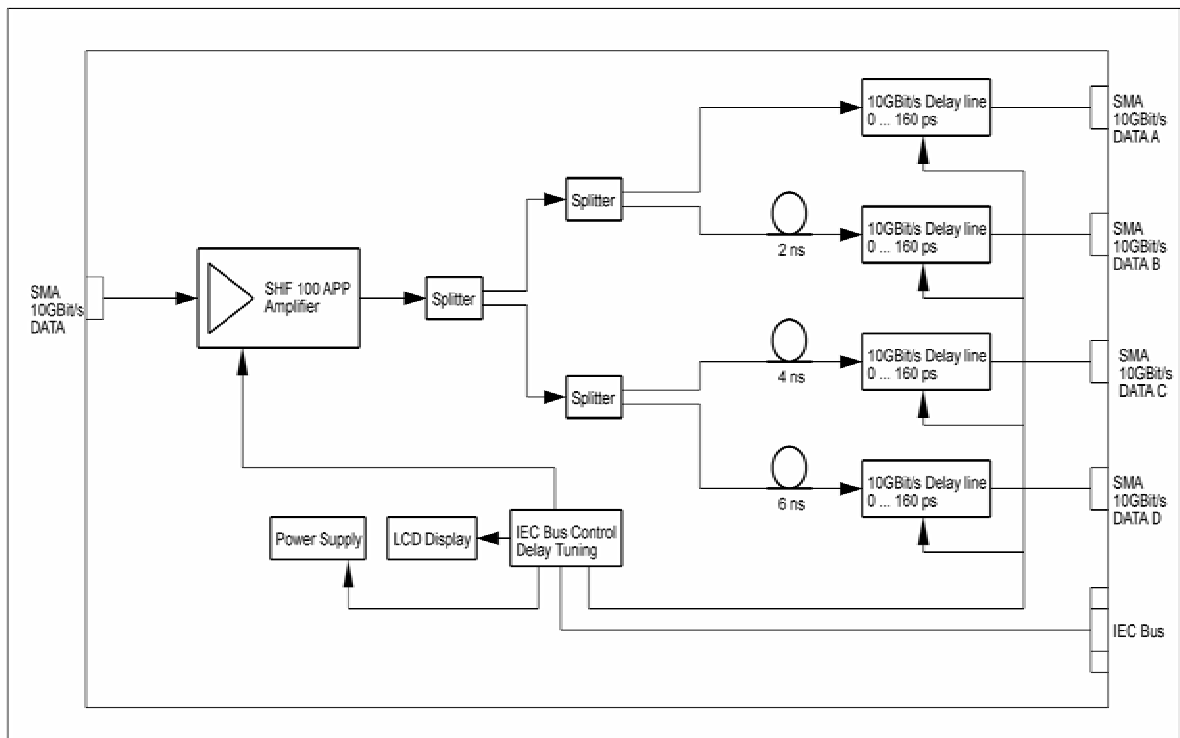 10GBit/s Delay line
0 ... 160 ps
SMA
10GBit/s
DATA A
Splitter
2 ns
10GBit/s Delay line
0 ... 160 ps
SMA
10GBit/s
DATA B
SMA
10GBit/s
DATA
SHF 100 APP
Amplifier
Splitter
Splitter
4 ns
10GBit/s Delay line
0 ... 160 ps
SMA
10GBit/s
DATA C
6 ns
10GBit/s Delay line
0 ... 160 ps
SMA
10GBit/s
DATA D
Power Supply
LCD Display
IEC Bus Control
Delay Tuning
IEC Bus